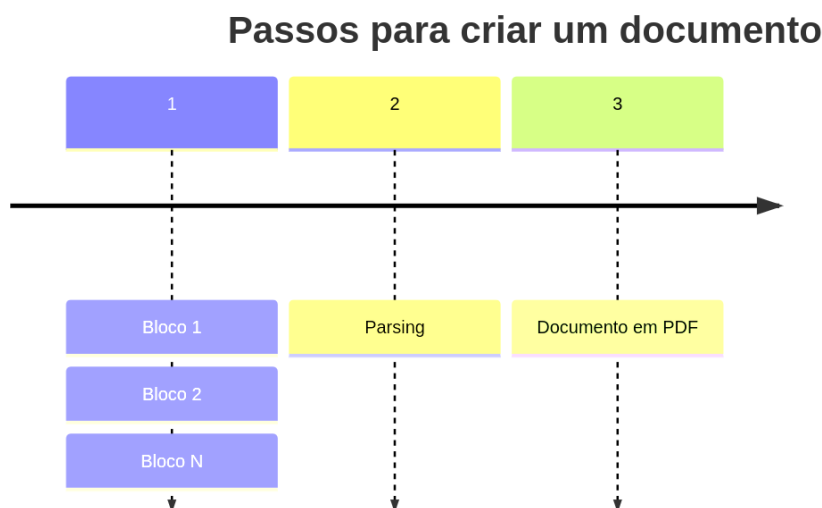 Passos para criar um documento
1
2
3
Bloco 1
Parsing
Documento em PDF
Bloco 2
Bloco N